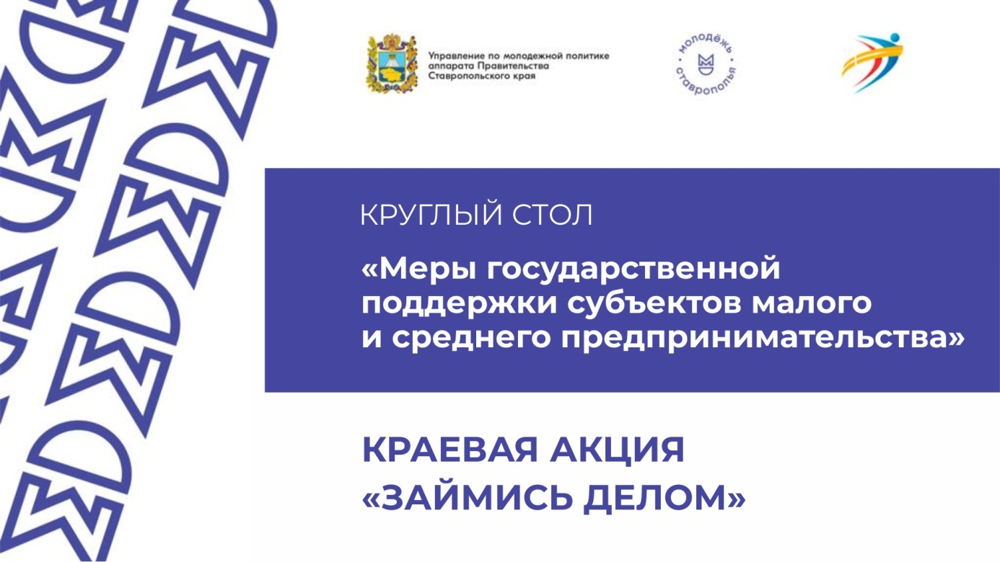 Управление по молодежной политике
аппарата Правительства
Ставропольского края
МОЛОДЁЖЬ
СТАВРОПОЛЬЯ
КРУГЛЫЙ СТОЛ
«Меры государственной
поддержки субъектов малого
и среднего предпринимательства»
КРАЕВАЯ АКЦИЯ
«ЗАЙМИСЬ ДЕЛОМ»